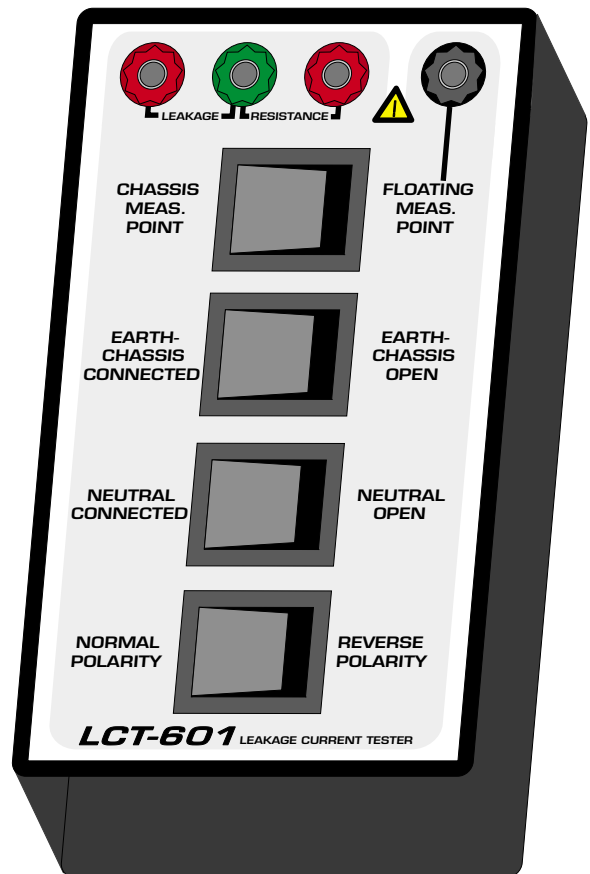 LEAKAGE RESISTANCE
CHASSIS
MEAS.
POINT
FLOATING
MEAS.
POINT
EARTH-
CHASSIS
CONNECTED
EARTH-
CHASSIS
OPEN
NEUTRAL
CONNECTED
NEUTRAL
OPEN
NORMAL
POLARITY
REVERSE
POLARITY
LCT-601 LEAKAGE CURRENT TESTER